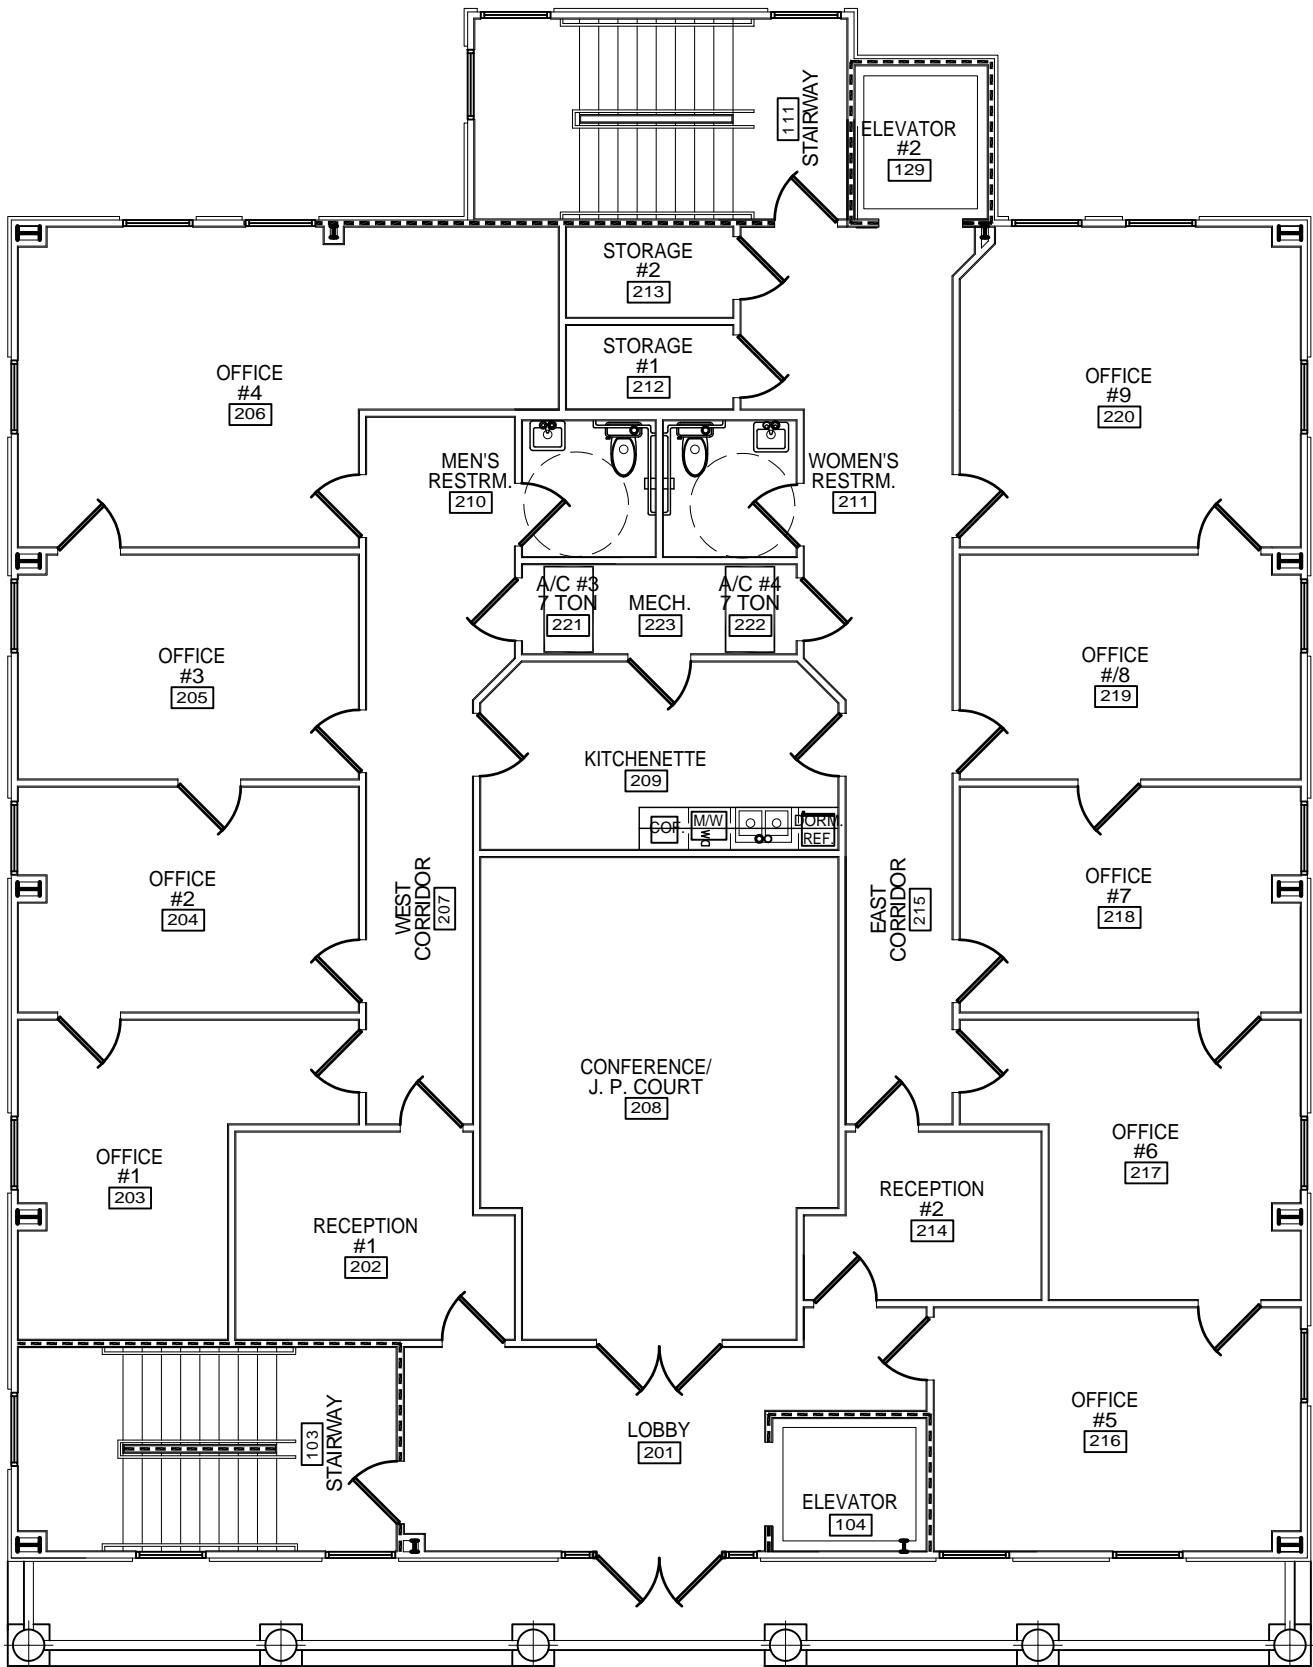 111
STAIRWAY
ELEVATOR
#2
129
STORAGE
#2
213
STORAGE
#1
212
OFFICE
#4
206
OFFICE
#9
220
MEN'S
RESTRM.
210
WOMEN'S
RESTRM.
211
A/C #3
7 TON
221
MECH.
223
A/C #4
7 TON
222
OFFICE
#3
205
OFFICE
#/8
219
KITCHENETTE
209
COF.
M/W
DW
DORM.
REF.
OFFICE
#2
204
WEST
CORRIDOR
207
EAST
CORRIDOR
215
OFFICE
#7
218
CONFERENCE/
J. P. COURT
208
OFFICE
#1
203
RECEPTION
#1
202
RECEPTION
#2
214
OFFICE
#6
217
103
STAIRWAY
LOBBY
201
ELEVATOR
104
OFFICE
#5
216